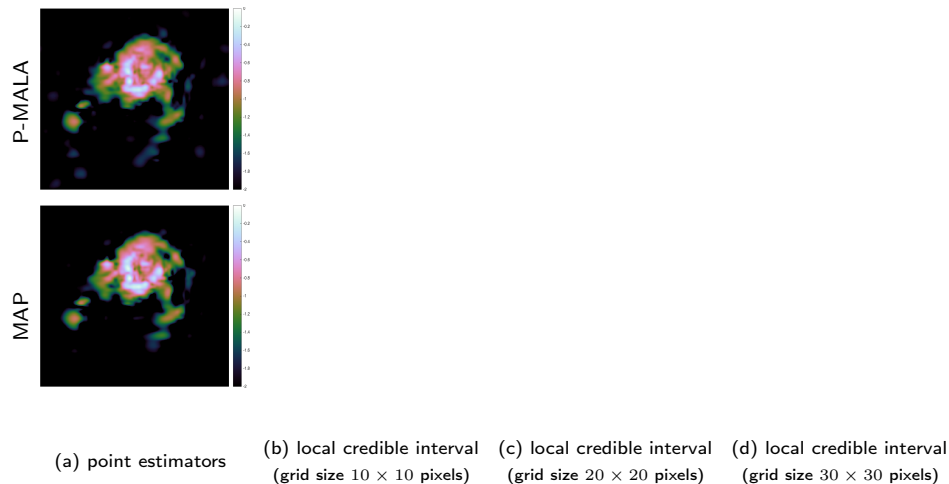 P-MALA
MAP
(a) point estimators
(b) local credible interval
(grid size 10 × 10 pixels)
(c) local credible interval
(grid size 20 × 20 pixels)
(d) local credible interval
(grid size 30 × 30 pixels)